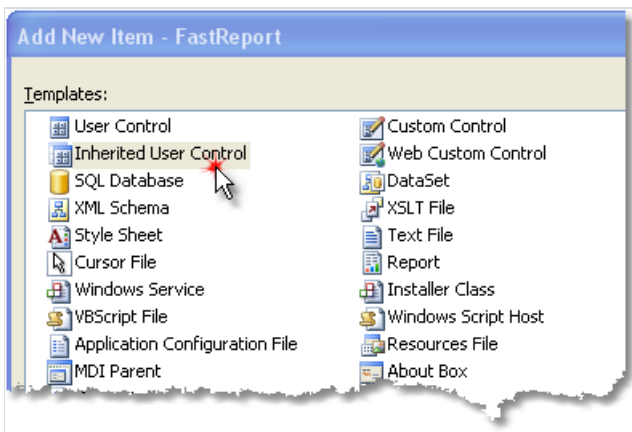 Add New Item - FastReport
Templates:
User Control
Custom Control
Inherited User Control
Web Custom Control
SQL Database
DataSet
XML Schema
XSLT File
Style Sheet
Text File
Cursor File
Report
Windows Service
Installer Class
VBScript File
Windows Script Host
Application Configuration File
Resources File
MDI Parent
About Box